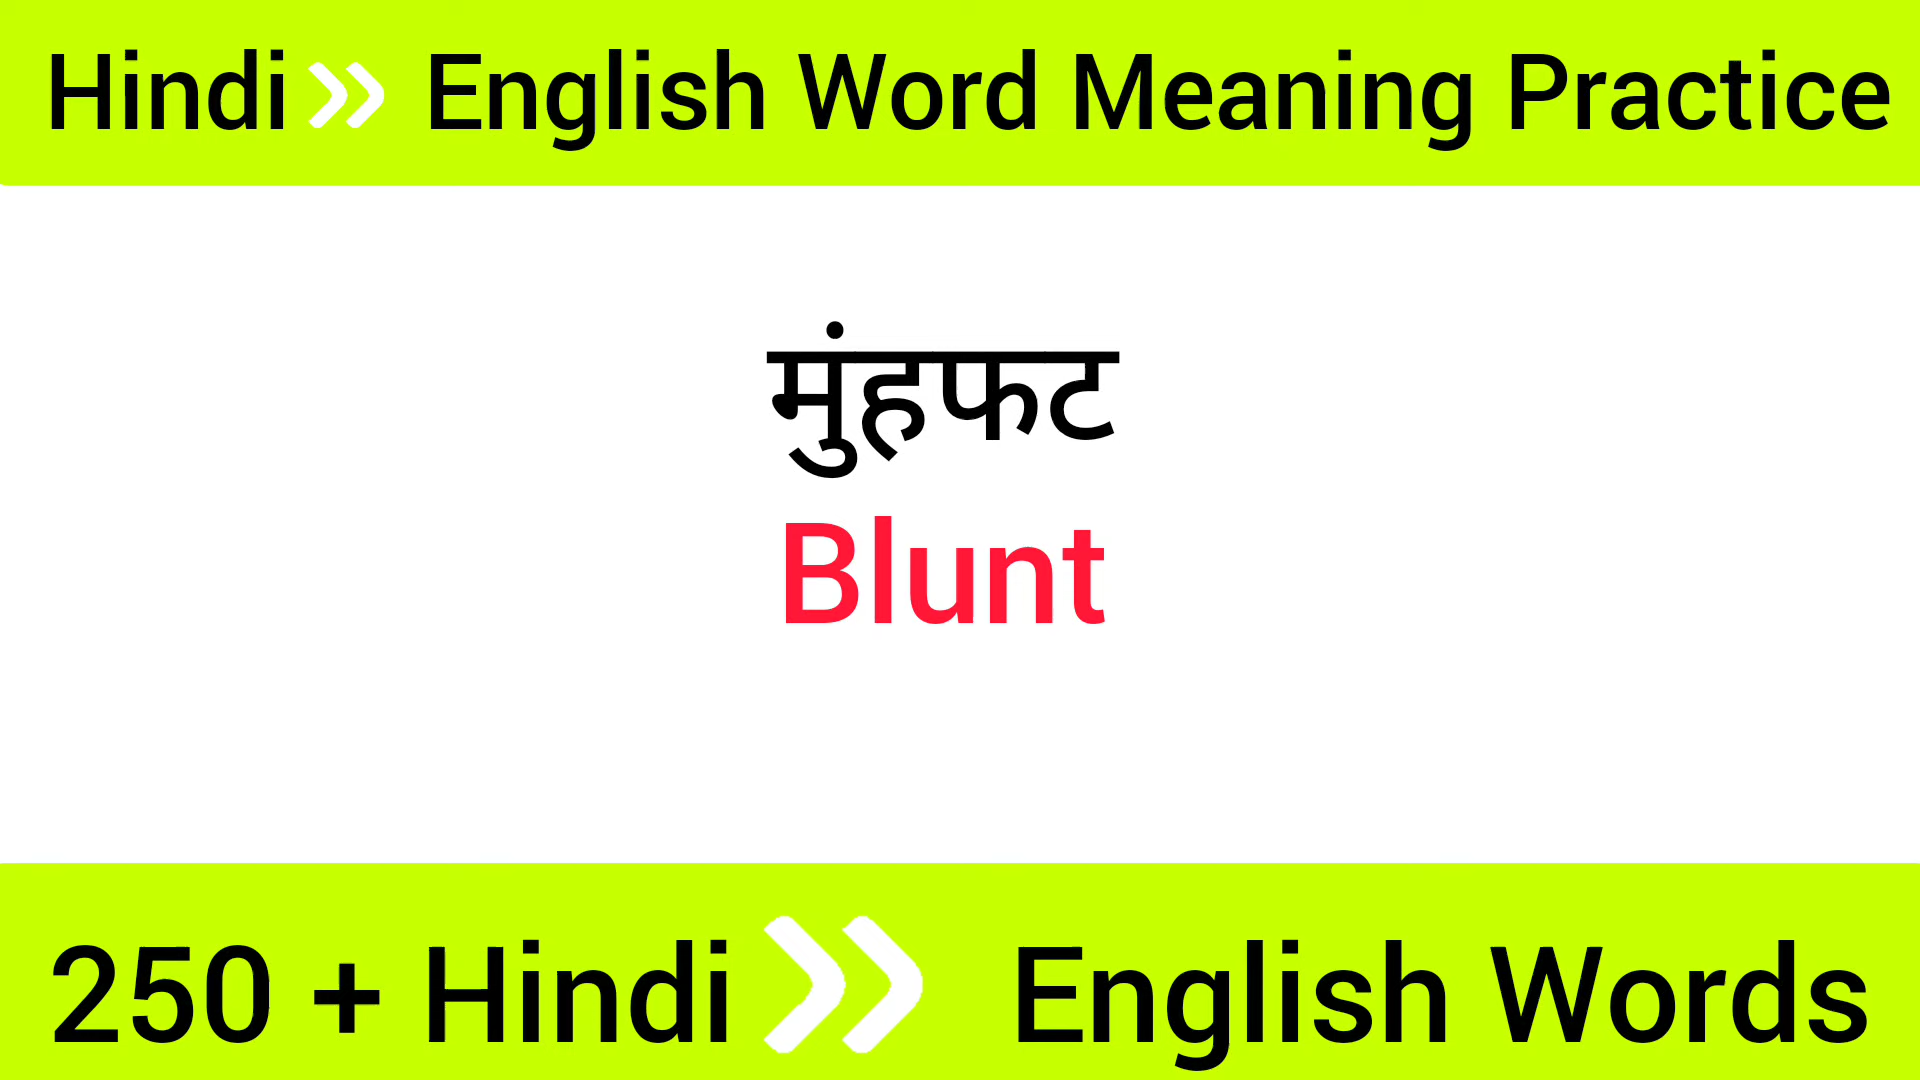 Hindi » English Word Meaning Practice
मुंहफट
Blunt
250 + Hindi » English Words